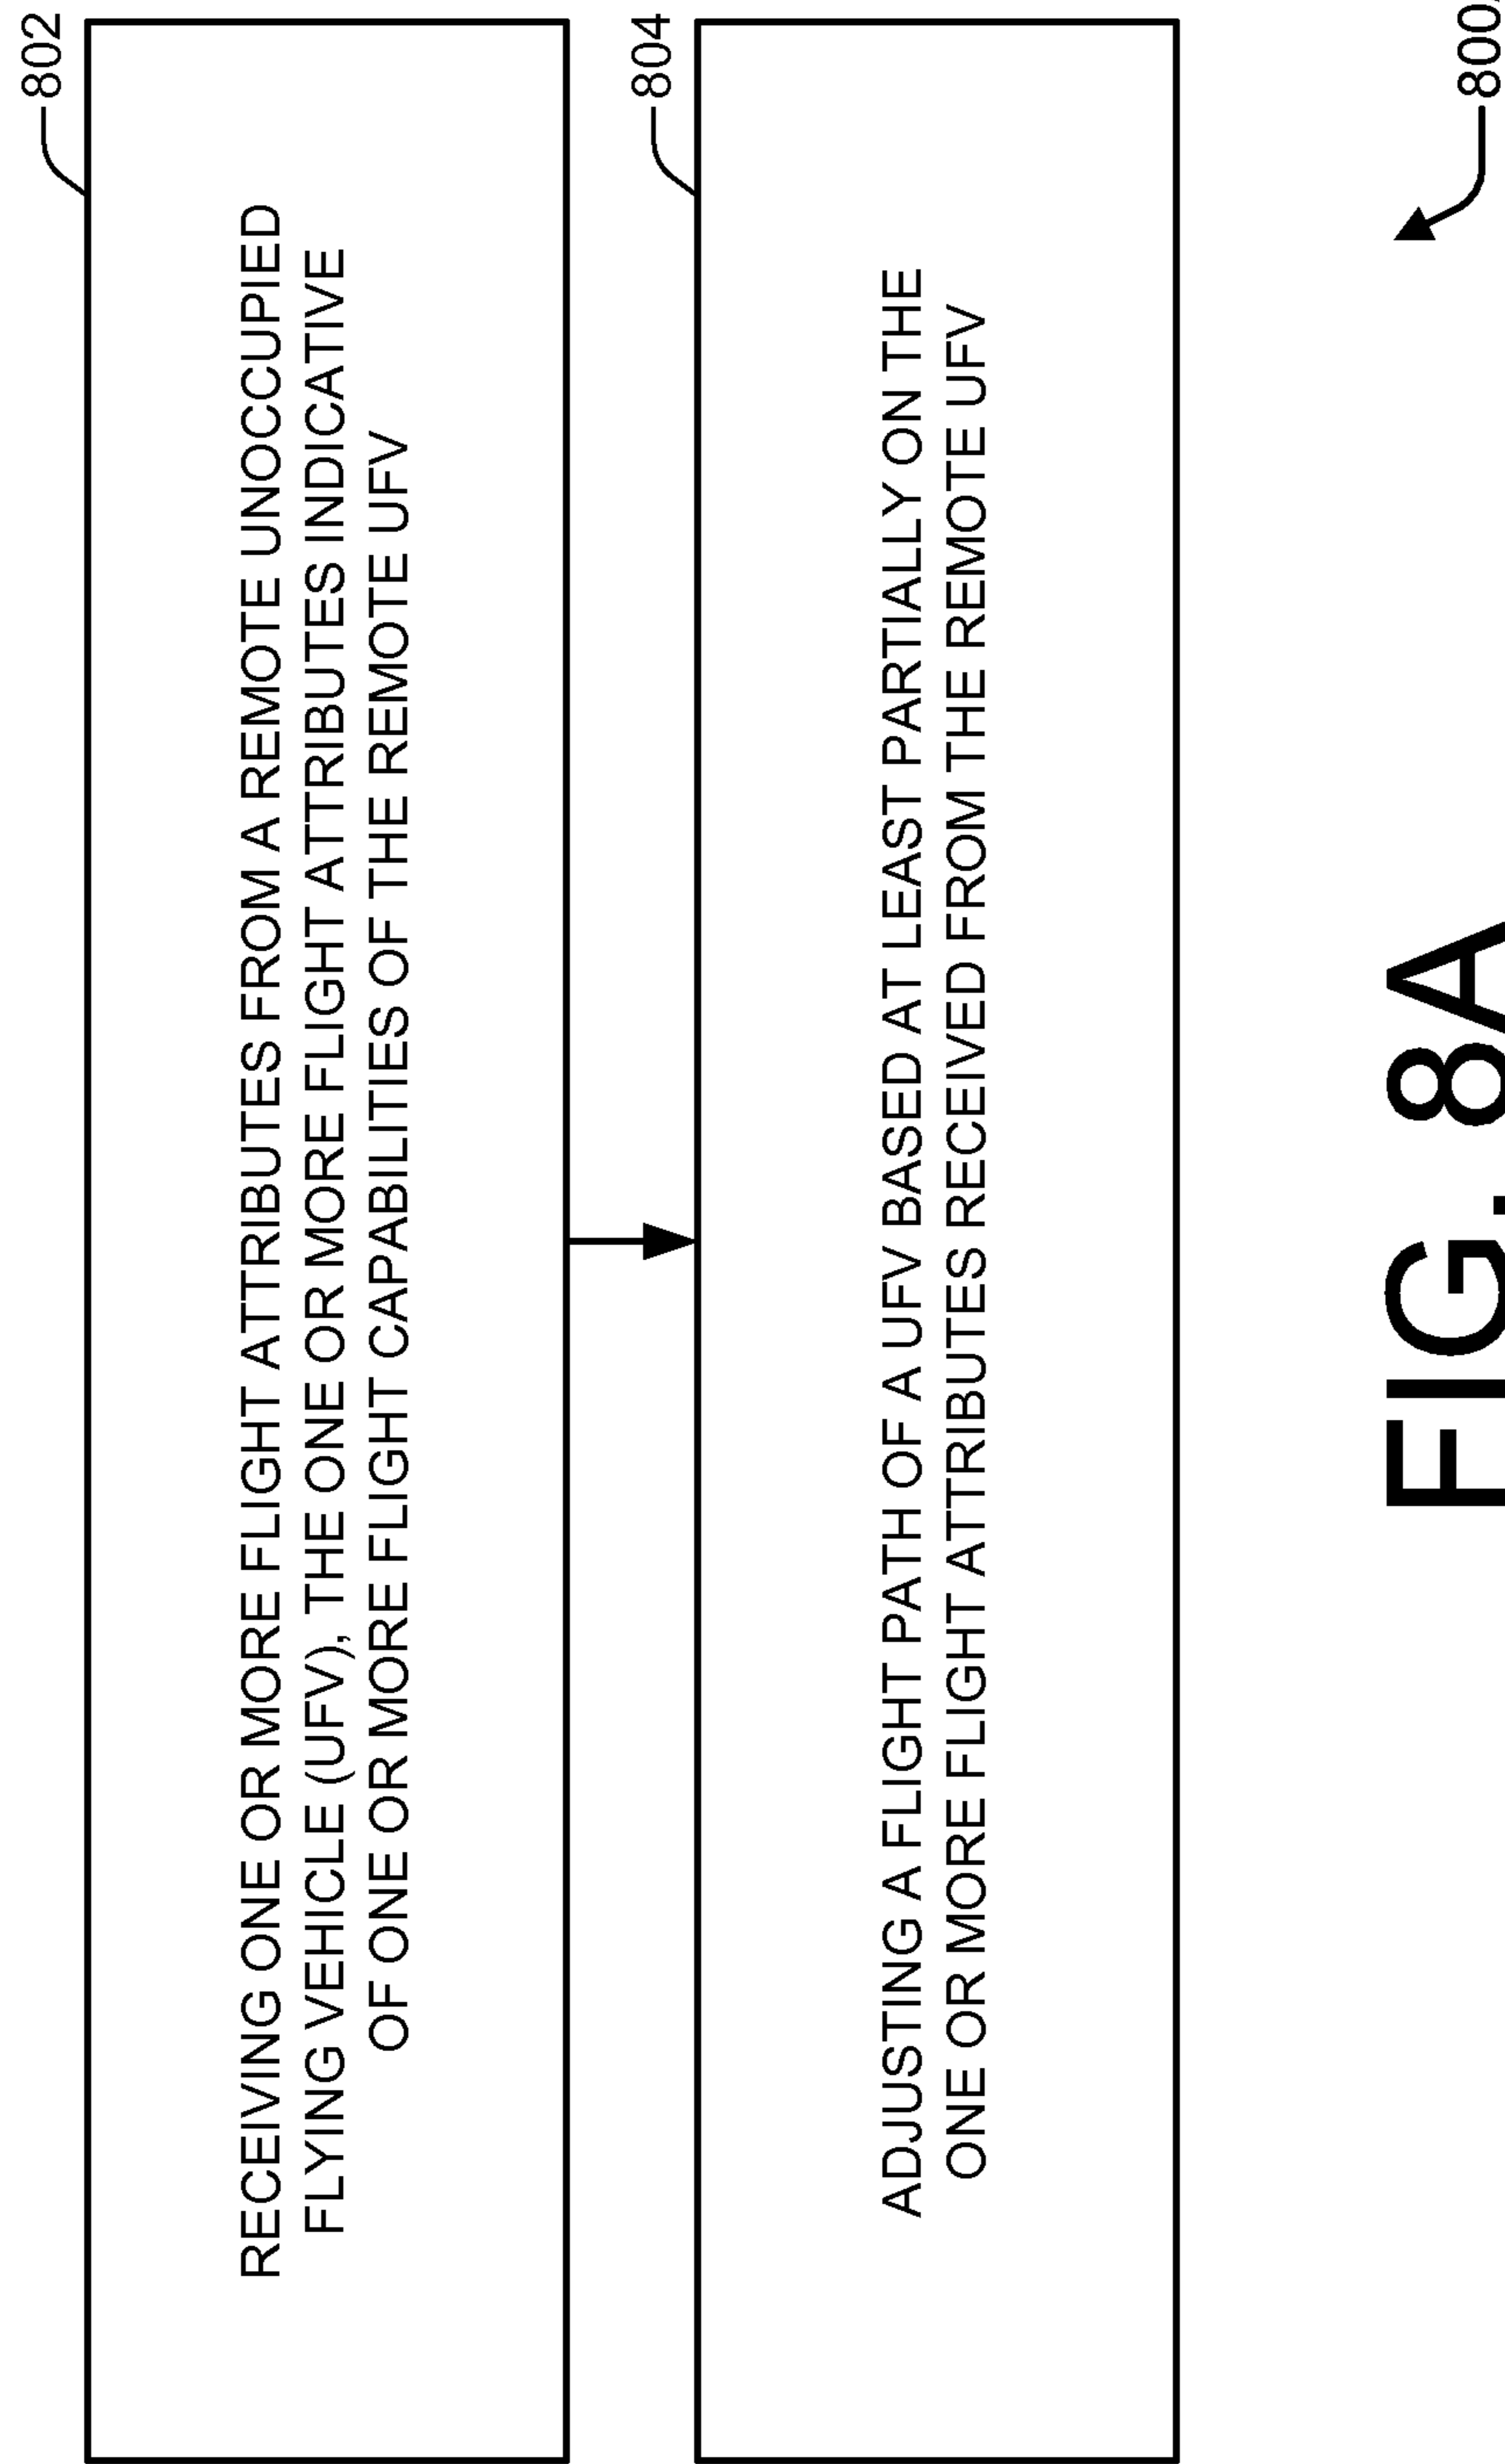 802
RECEIVING ONE OR MORE FLIGHT ATTRIBUTES FROM A REMOTE UNOCCUPIED
FLYING VEHICLE (UFV), THE ONE OR MORE FLIGHT ATTRIBUTES INDICATIVE
OF ONE OR MORE FLIGHT CAPABILITIES OF THE REMOTE UFV
804
ADJUSTING A FLIGHT PATH OF A UFV BASED AT LEAST PARTIALLY ON THE
ONE OR MORE FLIGHT ATTRIBUTES RECEIVED FROM THE REMOTE UFV
800
FIG. 8A